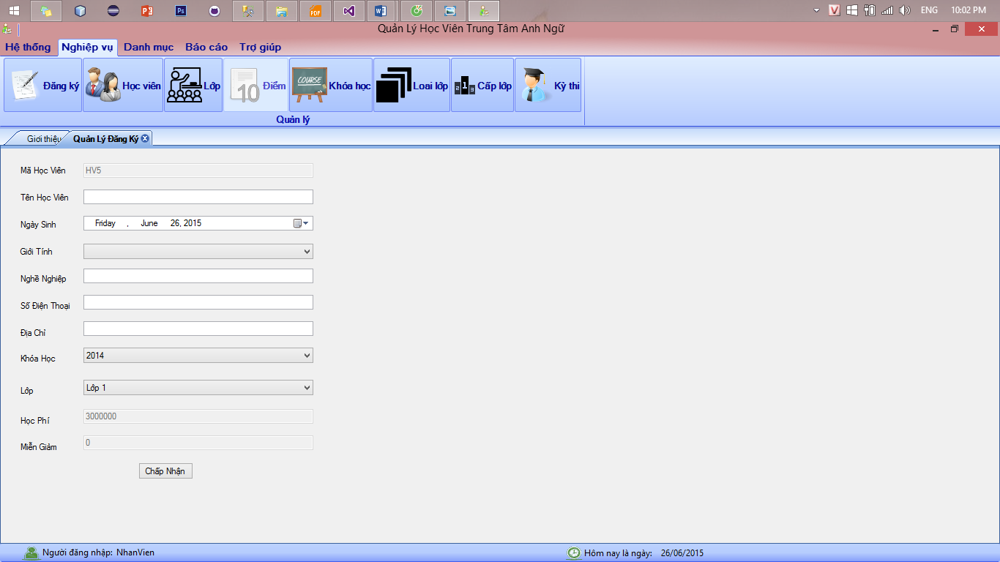 ENG 10:02 PM
Quản Lý Học Viên Trung Tâm Anh Ngữ
Hệ thống Nghiệp vụ Danh mục Báo cáo Trợ giúp
Đăng ký Học viên Lớp 10 Điểm COURSE Khóa học Loại lớp 2 1 3 Cấp lớp Kỳ thi
Quản lý
Giới thiệu Quản Lý Đăng Ký
Mã Học Viên HV5
Tên Học Viên
Ngày Sinh Friday , June 26, 2015
Giới Tính
Nghề Nghiệp
Số Điện Thoại
Địa Chỉ
Khóa Học 2014
Lớp Lớp 1
Học Phí 3000000
Miễn Giảm 0
Chấp Nhận
Người đăng nhập: NhanVien Hôm nay là ngày: 26/06/2015